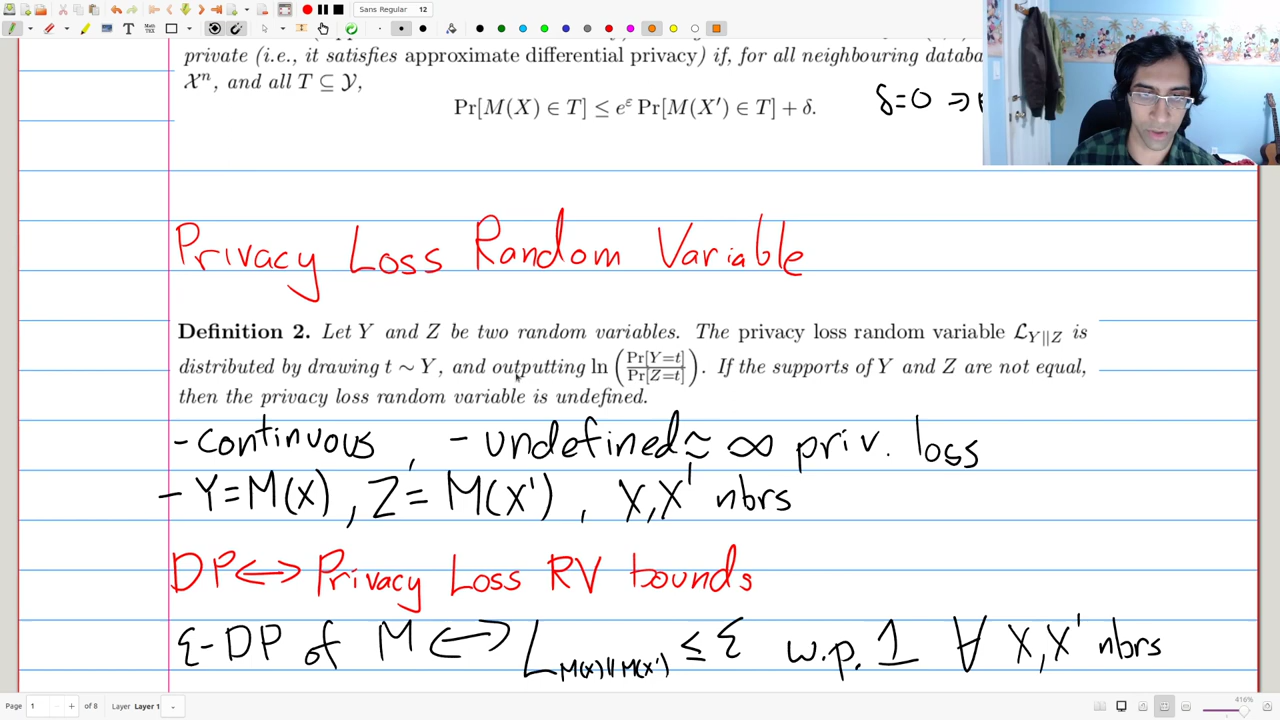 Sans Regular 12
private (i.e., it satisfies approximate differential privacy) if, for all neighbouring databa
𝒳ⁿ, and all T ⊆ 𝒴,
Pr[M(X) ∈ T] ≤ e^ε Pr[M(X′) ∈ T] + δ.
δ=0 ⇒
Privacy Loss Random Variable
Definition 2. Let Y and Z be two random variables. The privacy loss random variable ℒ_{Y||Z} is
distributed by drawing t ∼ Y, and outputting ln (Pr[Y=t]/Pr[Z=t]). If the supports of Y and Z are not equal,
then the privacy loss random variable is undefined.
- continuous , - undefined ≈ ∞ priv. loss
- Y=M(X), Z = M(X'), X,X' nbrs
DP ⟷ Privacy Loss RV bounds
ε-DP of M ⟷ L_{M(X)||M(X')} ≤ ε w.p. 1 ∀ X,X' nbrs
Page 1 of 8 Layer Layer 1 416%